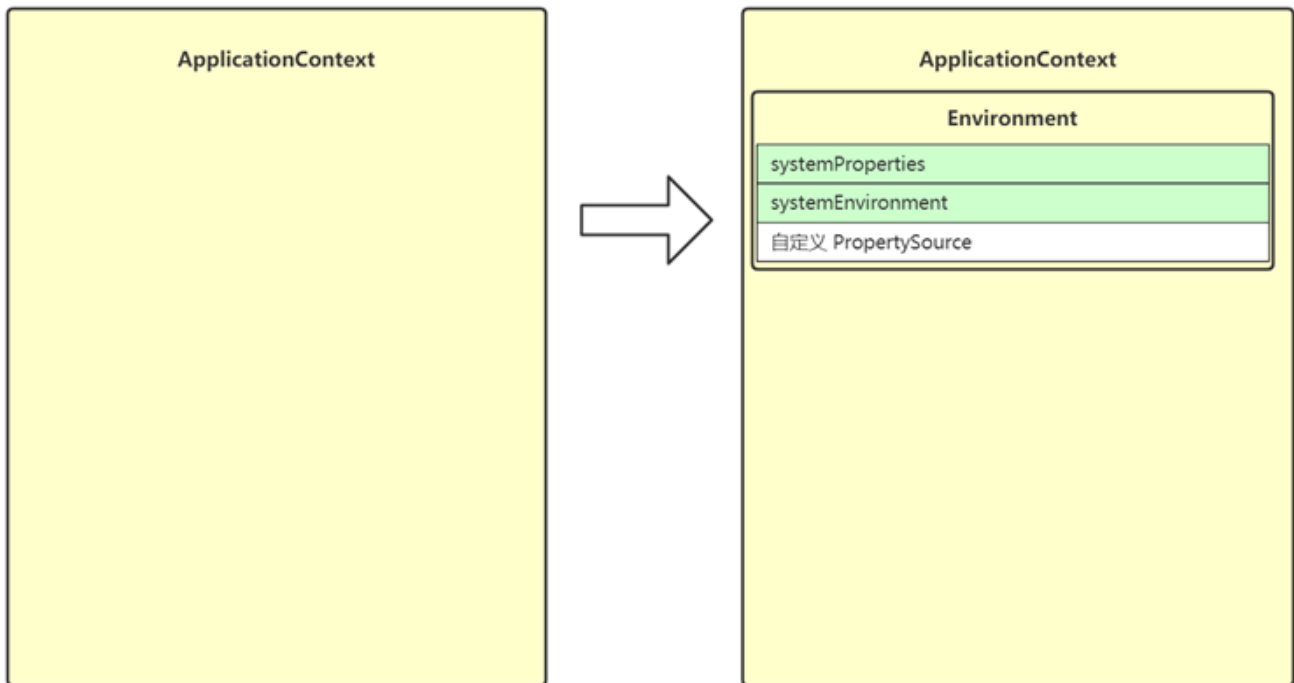 ApplicationContext
ApplicationContext
Environment
systemProperties
systemEnvironment
自定义 PropertySource